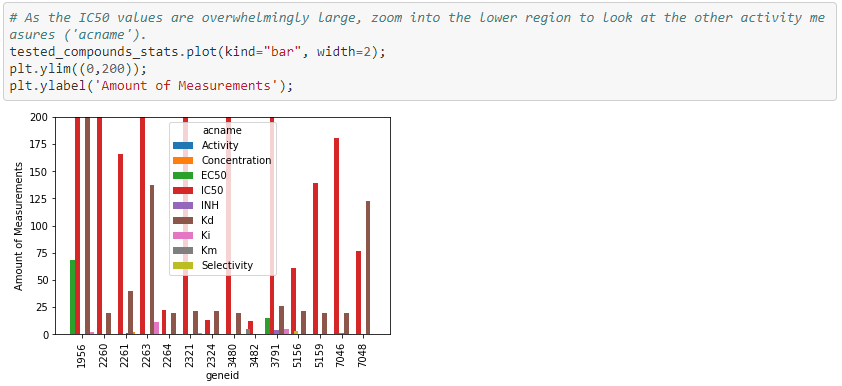 # As the IC50 values are overwhelmingly large, zoom into the lower region to look at the other activity me
asures ('acname').
tested_compounds_stats.plot(kind="bar", width=2);
plt.ylim((0,200));
plt.ylabel('Amount of Measurements');
200
175
150
125
100
75
50
25
0
Amount of Measurements
acname
Activity
Concentration
EC50
IC50
INH
Kd
Ki
Km
Selectivity
1956
2260
2261
2263
2264
2321
2324
3480
3482
3791
5156
5159
7046
7048
geneid